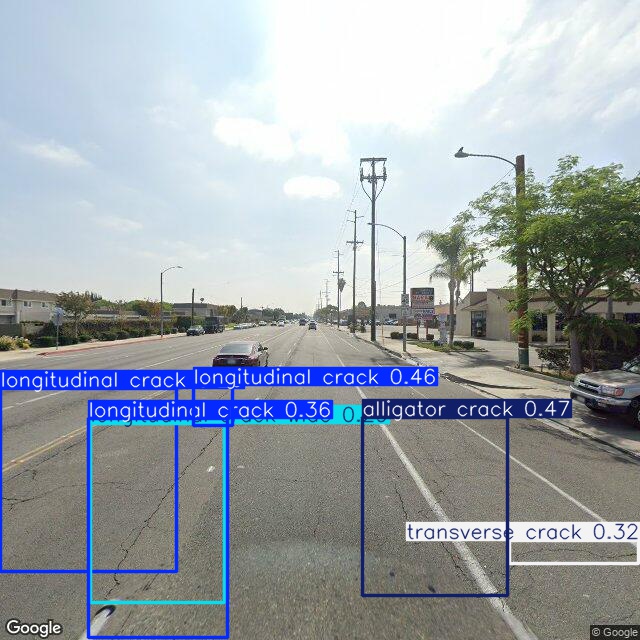 longitudinal crack
longitudinal crack 0.46
longitudinal crack 0.36
alligator crack 0.47
transverse crack 0.32
Google
© Google